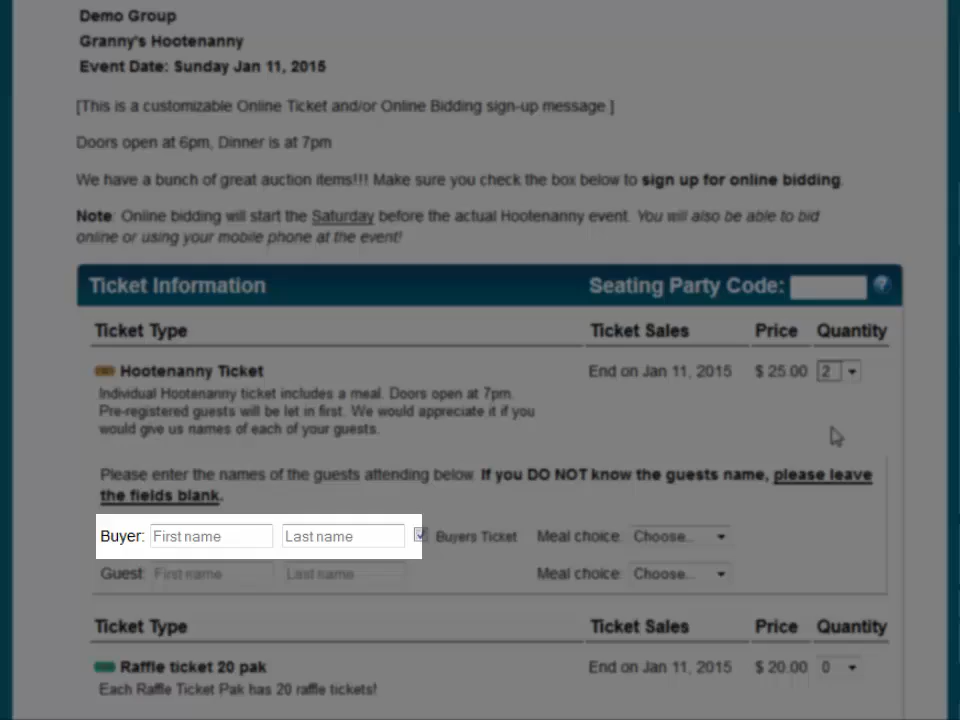 Demo Group
Granny's Hootenanny
Event Date: Sunday Jan 11, 2015
[This is a customizable Online Ticket and/or Online Bidding sign-up message ]
Doors open at 6pm, Dinner is at 7pm
We have a bunch of great auction items!!! Make sure you check the box below to sign up for online bidding.
Note: Online bidding will start the Saturday before the actual Hootenanny event. You will also be able to bid
online or using your mobile phone at the event!
Ticket Information Seating Party Code: ?
Ticket Type Ticket Sales Price Quantity
Hootenanny Ticket End on Jan 11, 2015 $ 25.00 2
Individual Hootenanny ticket includes a meal. Doors open at 7pm.
Pre-registered guests will be let in first. We would appreciate it if you
would give us names of each of your guests.
Please enter the names of the guests attending below. If you DO NOT know the guests name, please leave
the fields blank.
Buyer: First name Last name Buyers Ticket Meal choice: Choose...
Guest: First name Last name Meal choice: Choose...
Ticket Type Ticket Sales Price Quantity
Raffle ticket 20 pak End on Jan 11, 2015 $ 20.00 0
Each Raffle Ticket Pak has 20 raffle tickets!